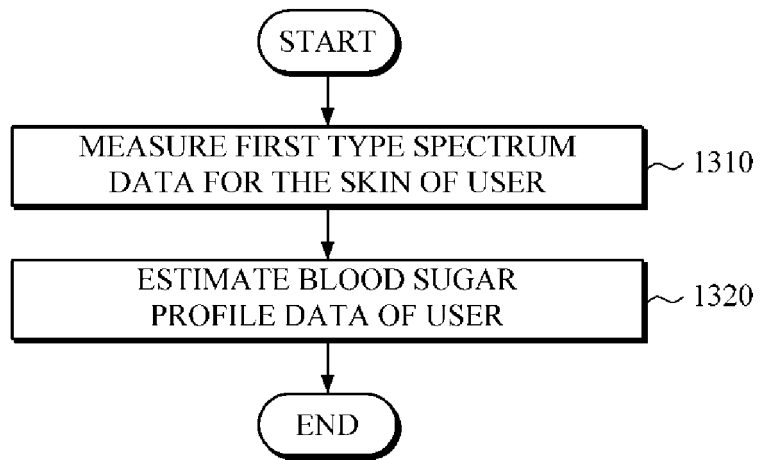 START
MEASURE FIRST TYPE SPECTRUM
DATA FOR THE SKIN OF USER
1310
ESTIMATE BLOOD SUGAR
PROFILE DATA OF USER
1320
END